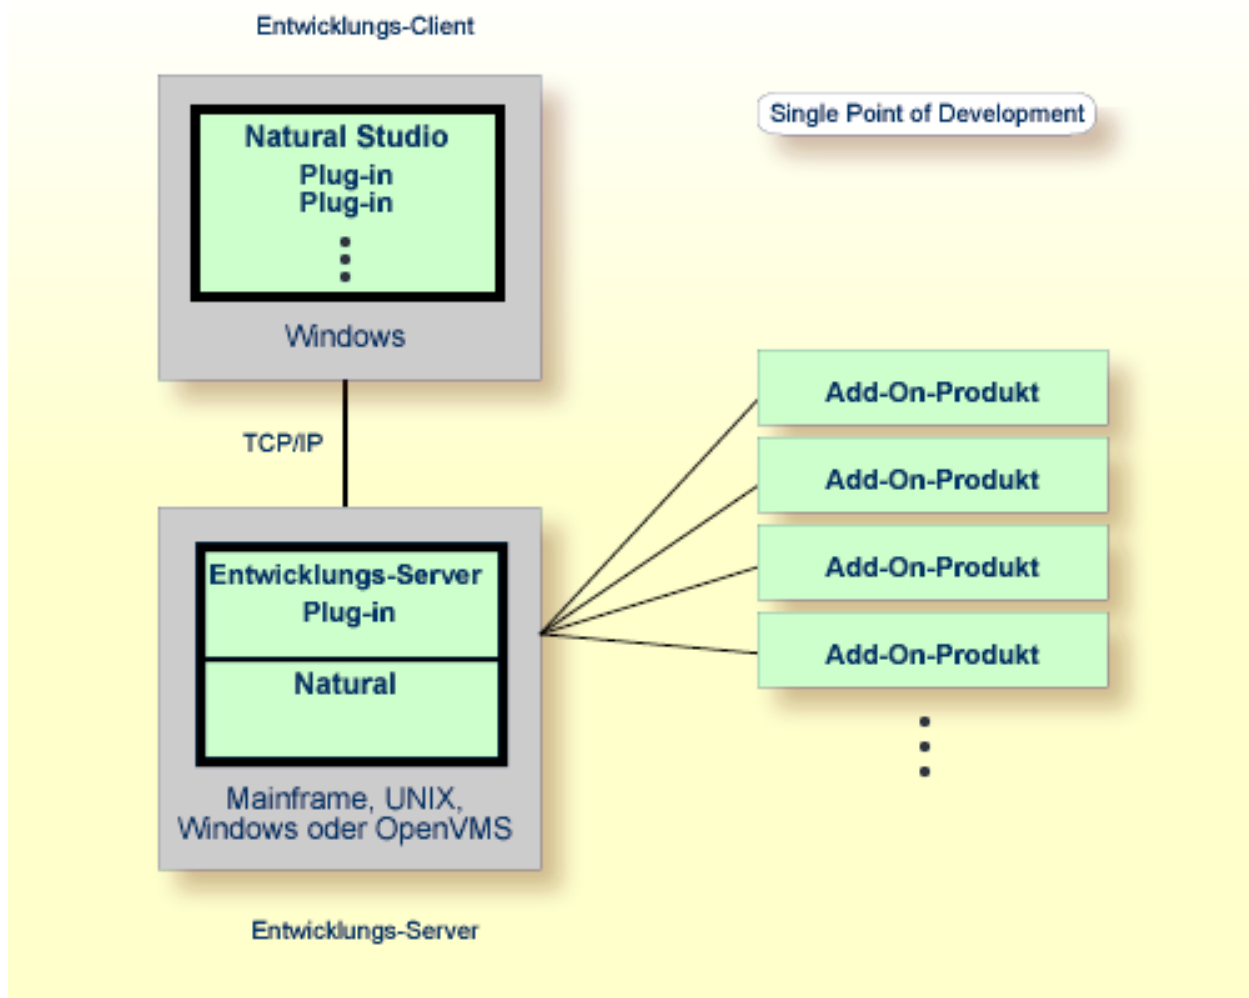 Entwicklungs-Client
Single Point of Development
Natural Studio
Plug-in
Plug-in
Windows
TCP/IP
Add-On-Produkt
Add-On-Produkt
Add-On-Produkt
Add-On-Produkt
Entwicklungs-Server
Plug-in
Natural
Mainframe, UNIX,
Windows oder OpenVMS
Entwicklungs-Server